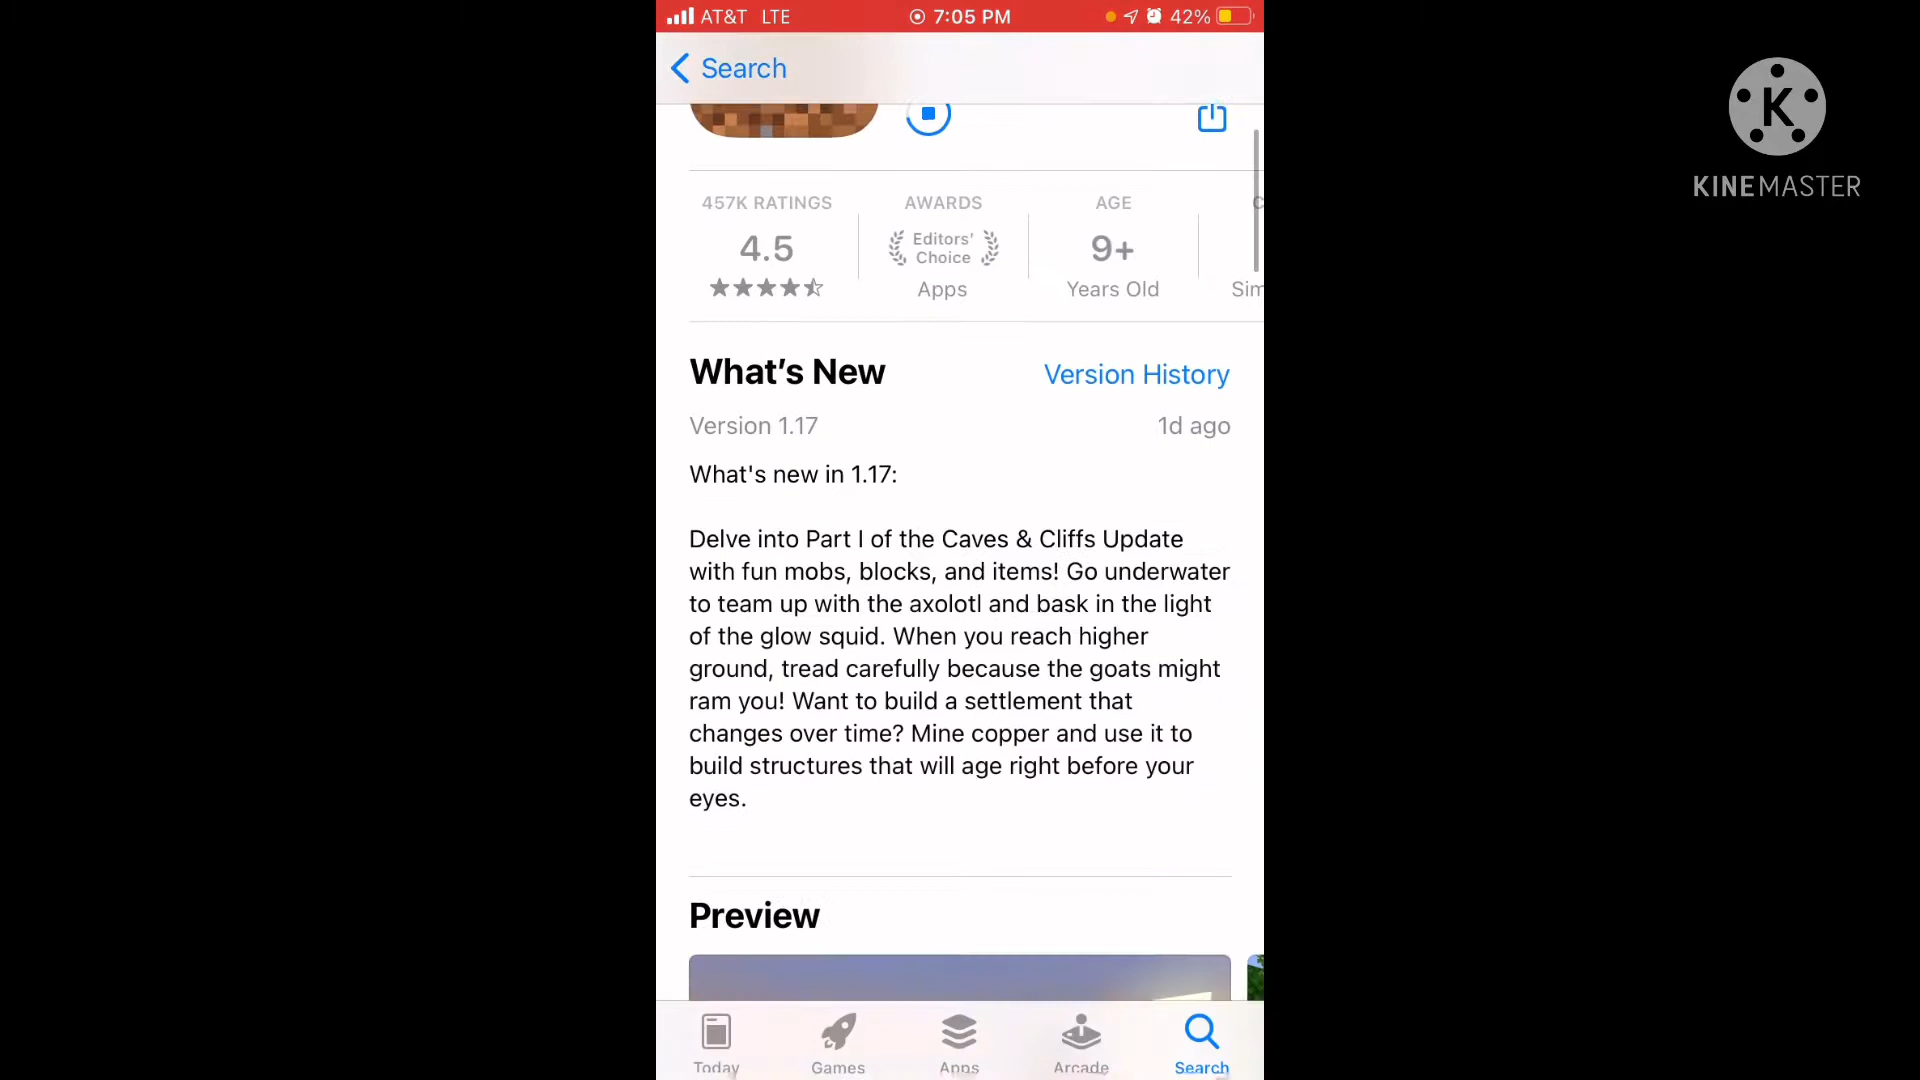 AT&T LTE 7:05 PM 42%
Search
457K RATINGS AWARDS AGE
4.5 Editors’ Choice 9+
Apps Years Old Sim
What’s New Version History
Version 1.17 1d ago
What's new in 1.17:
Delve into Part I of the Caves & Cliffs Update
with fun mobs, blocks, and items! Go underwater
to team up with the axolotl and bask in the light
of the glow squid. When you reach higher
ground, tread carefully because the goats might
ram you! Want to build a settlement that
changes over time? Mine copper and use it to
build structures that will age right before your
eyes.
Preview
Today Games Apps Arcade Search
K
KINEMASTER